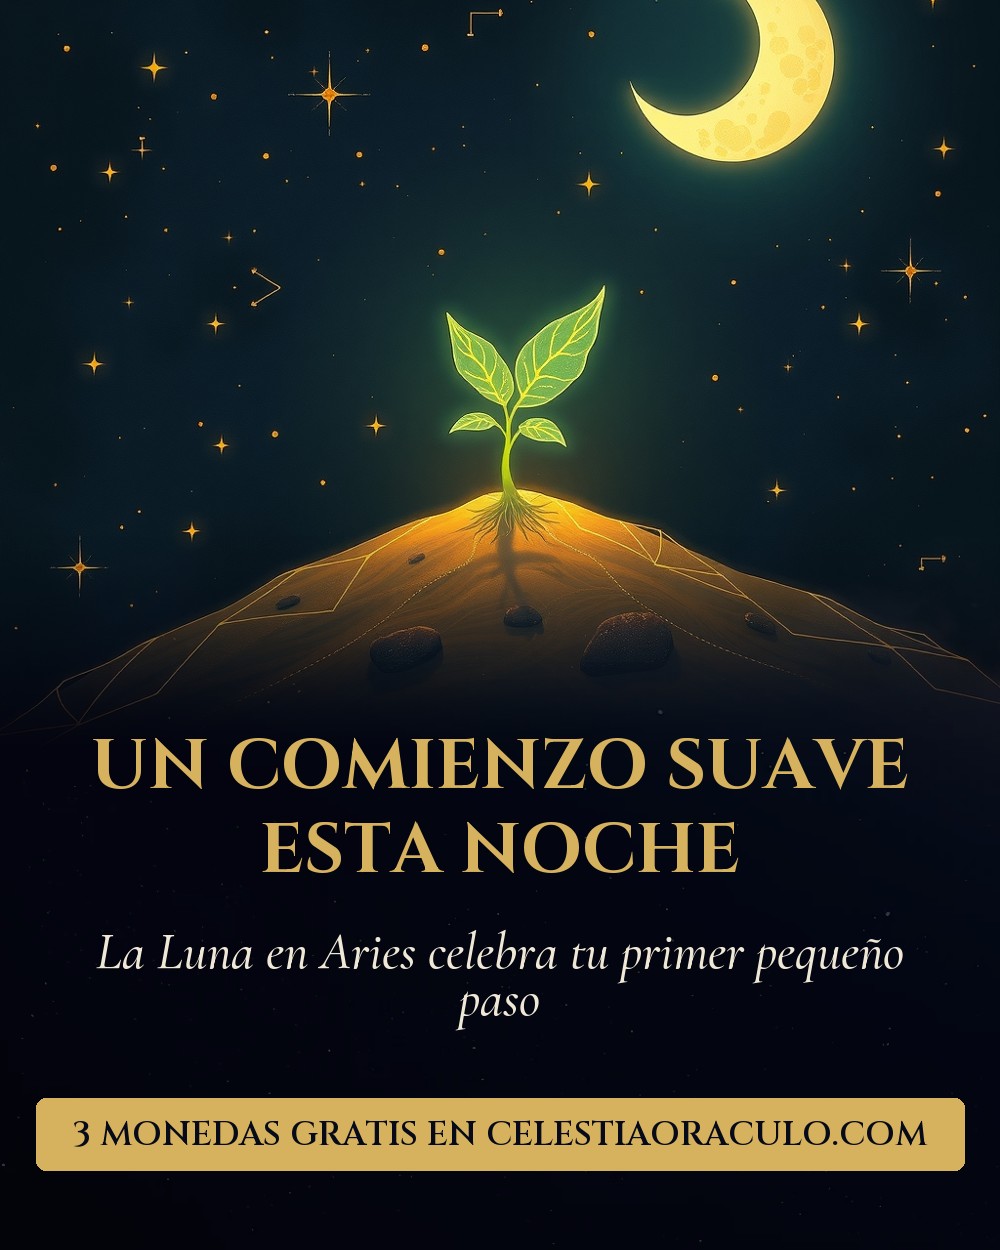 UN COMIENZO SUAVE
ESTA NOCHE
La Luna en Aries celebra tu primer pequeño
paso
3 MONEDAS GRATIS EN CELESTIAORACULO.COM